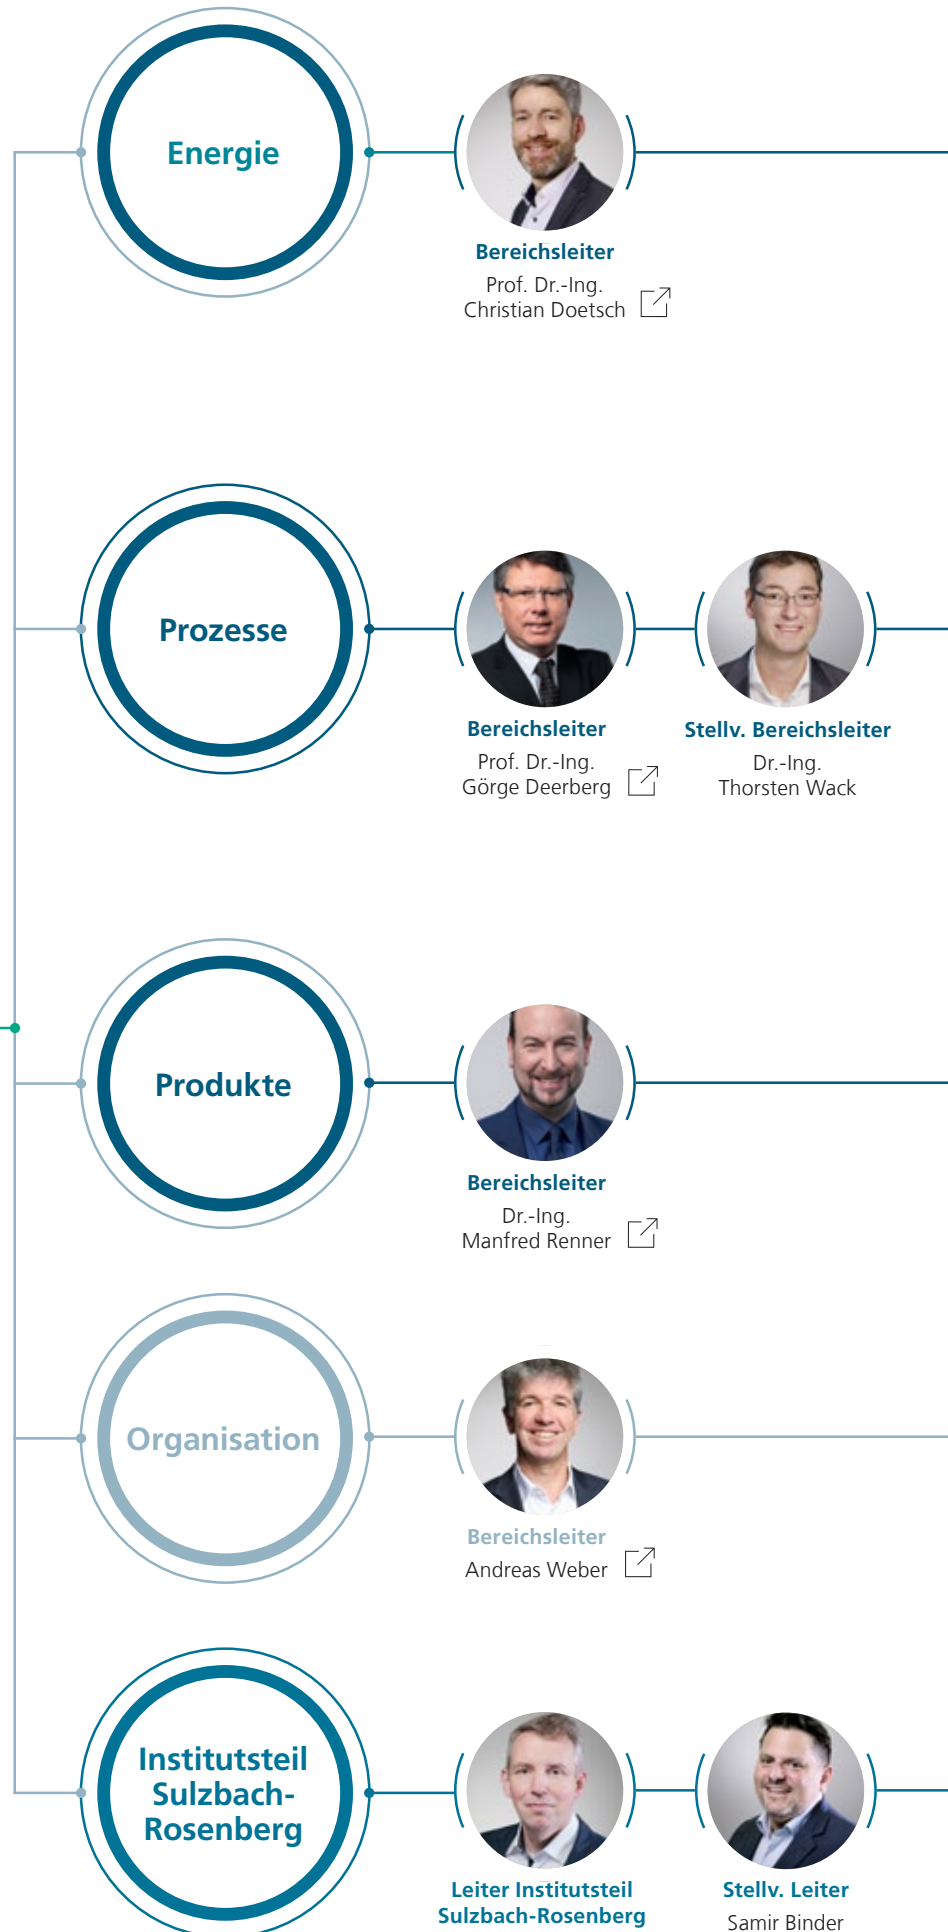 Energie
Bereichsleiter
Prof. Dr.-Ing.
Christian Doetsch
Prozesse
Bereichsleiter
Prof. Dr.-Ing.
Görge Deerberg
Stellv. Bereichsleiter
Dr.-Ing.
Thorsten Wack
Produkte
Bereichsleiter
Dr.-Ing.
Manfred Renner
Organisation
Bereichsleiter
Andreas Weber
Institutsteil
Sulzbach-
Rosenberg
Leiter Institutsteil
Sulzbach-Rosenberg
Stellv. Leiter
Samir Binder